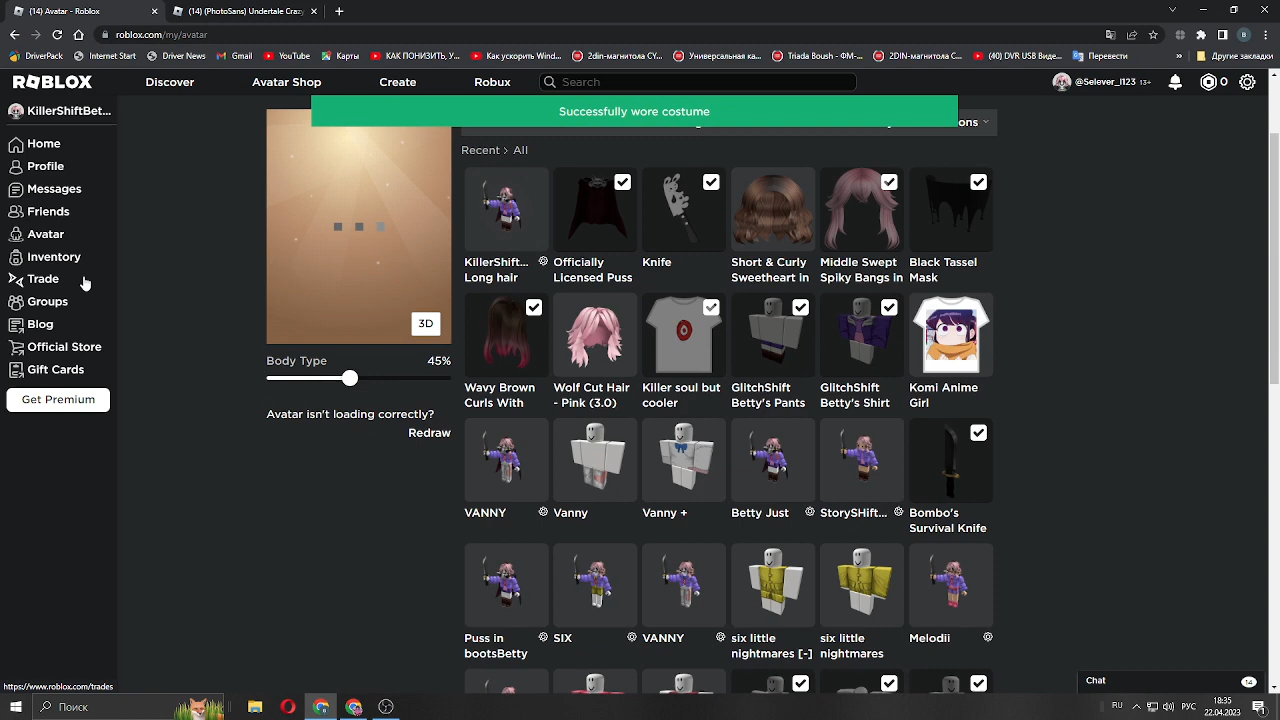 (14) Avatar - Roblox
(14) (PhotoSans) Undertale Crazy
roblox.com/my/avatar
DriverPack
Internet Start
Driver News
Gmail
YouTube
Карты
КАК ПОНИЗИТЬ У...
Как ускорить Wind...
2din-магнитола CY...
Универсальная ка...
Triada Boush - ФМ-...
2DIN-магнитола C...
(40) DVR USB Wide...
Перевести
Другие закладки
ROBLOX
Discover
Avatar Shop
Create
Robux
Search
@Selever_l123 13+
0
KillerShiftBet...
Successfully wore costume
ons
Home
Profile
Messages
Friends
Avatar
Inventory
Trade
Groups
Blog
Official Store
Gift Cards
Get Premium
3D
Body Type 45%
Avatar isn't loading correctly?
Redraw
Recent > All
KillerShift...
Long hair
Officially
Licensed Puss
Knife
Short & Curly
Sweetheart in
Middle Swept
Spiky Bangs in
Black Tassel
Mask
Wavy Brown
Curls With
Wolf Cut Hair
- Pink (3.0)
Killer soul but
cooler
GlitchShift
Betty's Pants
GlitchShift
Betty's Shirt
Komi Anime
Girl
VANNY
Vanny
Vanny +
Betty Just
StoryShift...
Bombo's
Survival Knife
Puss in
bootsBetty
SIX
VANNY
six little
nightmares [-]
six little
nightmares
Melodii
https://www.roblox.com/trades
Chat
14
Поиск
RU
РУС
18:35
22.04.2023